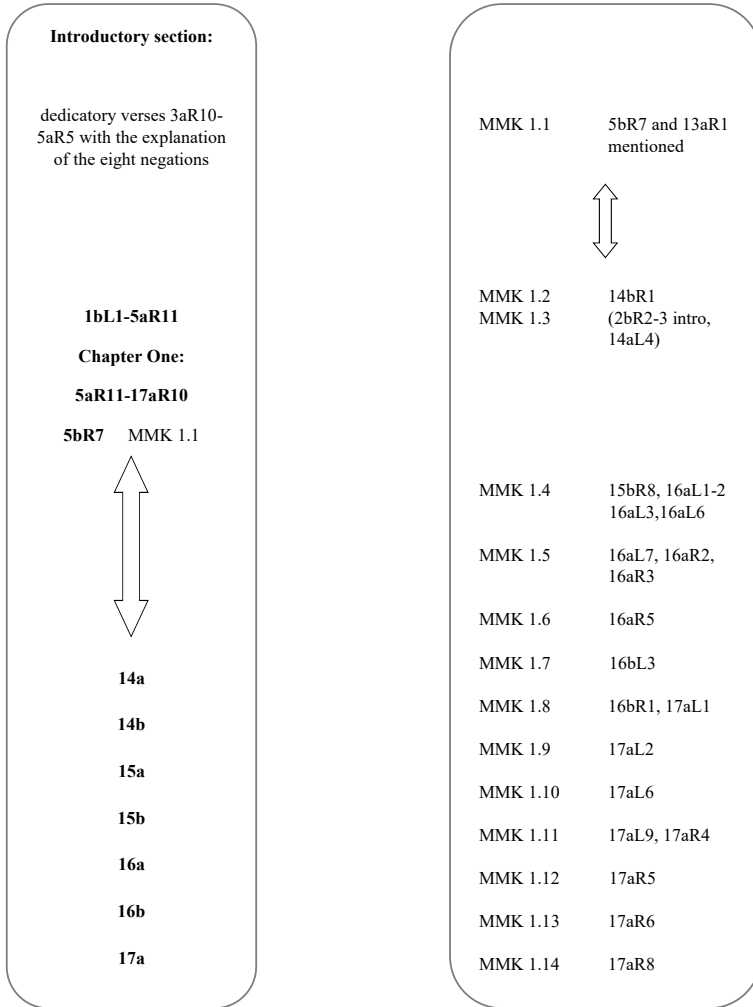 Introductory section:
dedicatory verses 3aR10-
5aR5 with the explanation
of the eight negations
1bL1-5aR11
Chapter One:
5aR11-17aR10
5bR7 MMK 1.1
14a
14b
15a
15b
16a
16b
17a
MMK 1.1 5bR7 and 13aR1
mentioned
MMK 1.2 14bR1
MMK 1.3 (2bR2-3 intro,
14aL4)
MMK 1.4 15bR8, 16aL1-2
16aL3,16aL6
MMK 1.5 16aL7, 16aR2,
16aR3
MMK 1.6 16aR5
MMK 1.7 16bL3
MMK 1.8 16bR1, 17aL1
MMK 1.9 17aL2
MMK 1.10 17aL6
MMK 1.11 17aL9, 17aR4
MMK 1.12 17aR5
MMK 1.13 17aR6
MMK 1.14 17aR8